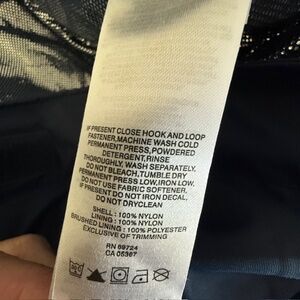 IF PRESENT CLOSE HOOK AND LOOP
FASTENER, MACHINE WASH COLD
PERMANENT PRESS, POWDERED
DETERGENT, RINSE
THOROUGHLY, WASH SEPARATELY,
DO NOT BLEACH, TUMBLE DRY
PERMANENT PRESS LOW, IRON LOW,
DO NOT USE FABRIC SOFTENER,
IF PRESENT DO NOT IRON DECAL,
DO NOT DRYCLEAN
SHELL : 100% NYLON
LINING : 100% NYLON
BRUSHED LINING : 100% POLYESTER
EXCLUSIVE OF TRIMMING
RN 69724
CA 05367